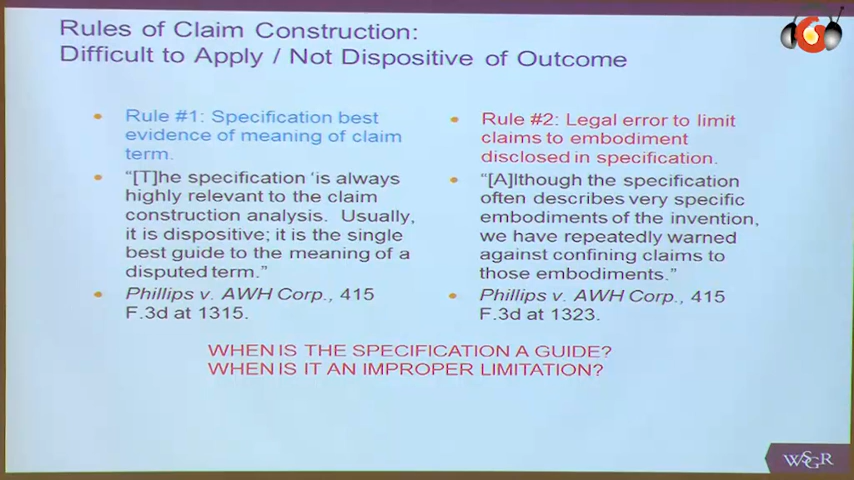 Rules of Claim Construction:
Difficult to Apply / Not Dispositive of Outcome
• Rule #1: Specification best
evidence of meaning of claim
term.
• “[T]he specification ‘is always
highly relevant to the claim
construction analysis. Usually,
it is dispositive; it is the single
best guide to the meaning of a
disputed term.”
• Phillips v. AWH Corp., 415
F.3d at 1315.
• Rule #2: Legal error to limit
claims to embodiment
disclosed in specification.
• “[A]lthough the specification
often describes very specific
embodiments of the invention,
we have repeatedly warned
against confining claims to
those embodiments.”
• Phillips v. AWH Corp., 415
F.3d at 1323.
WHEN IS THE SPECIFICATION A GUIDE?
WHEN IS IT AN IMPROPER LIMITATION?
WSGR
G